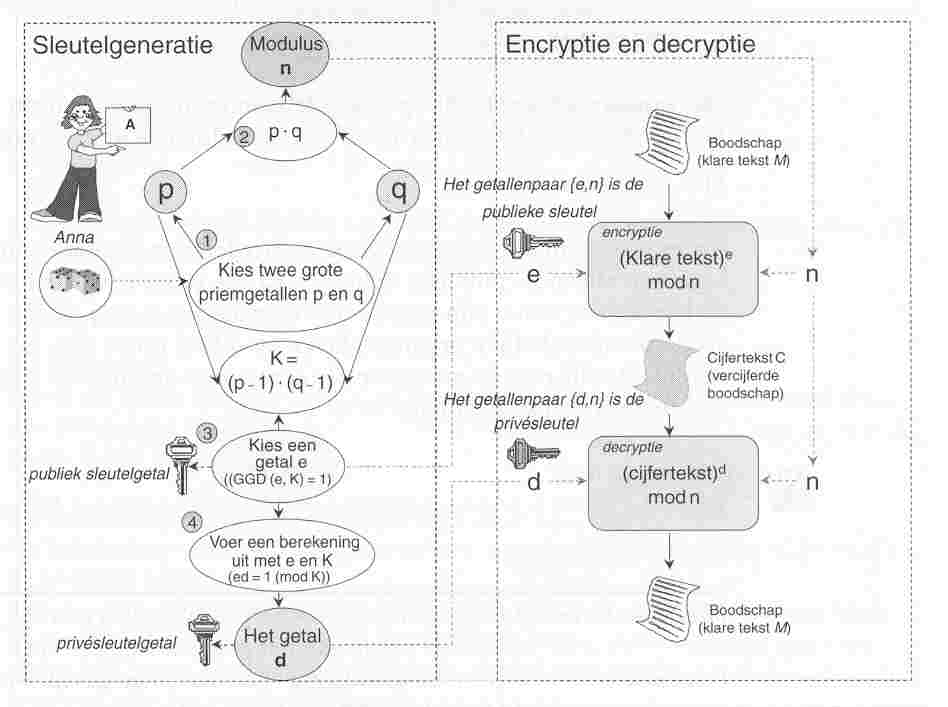 Sleutelgeneratie
Modulus
n
p · q
2
A
p
q
Anna
1
Kies twee grote
priemgetallen p en q
K =
(p - 1) · (q - 1)
3
Kies een
getal e
((GGD (e, K) = 1)
publiek sleutelgetal
4
Voer een berekening
uit met e en K
(ed = 1 (mod K))
privésleutelgetal
Het getal
d
Encryptie en decryptie
Boodschap
(klare tekst M)
Het getallenpaar {e,n} is de
publieke sleutel
encryptie
(Klare tekst)e
mod n
e
n
Cijfertekst C
(vercijferde
boodschap)
Het getallenpaar {d,n} is de
privésleutel
decryptie
(cijfertekst)d
mod n
d
n
Boodschap
(klare tekst M)